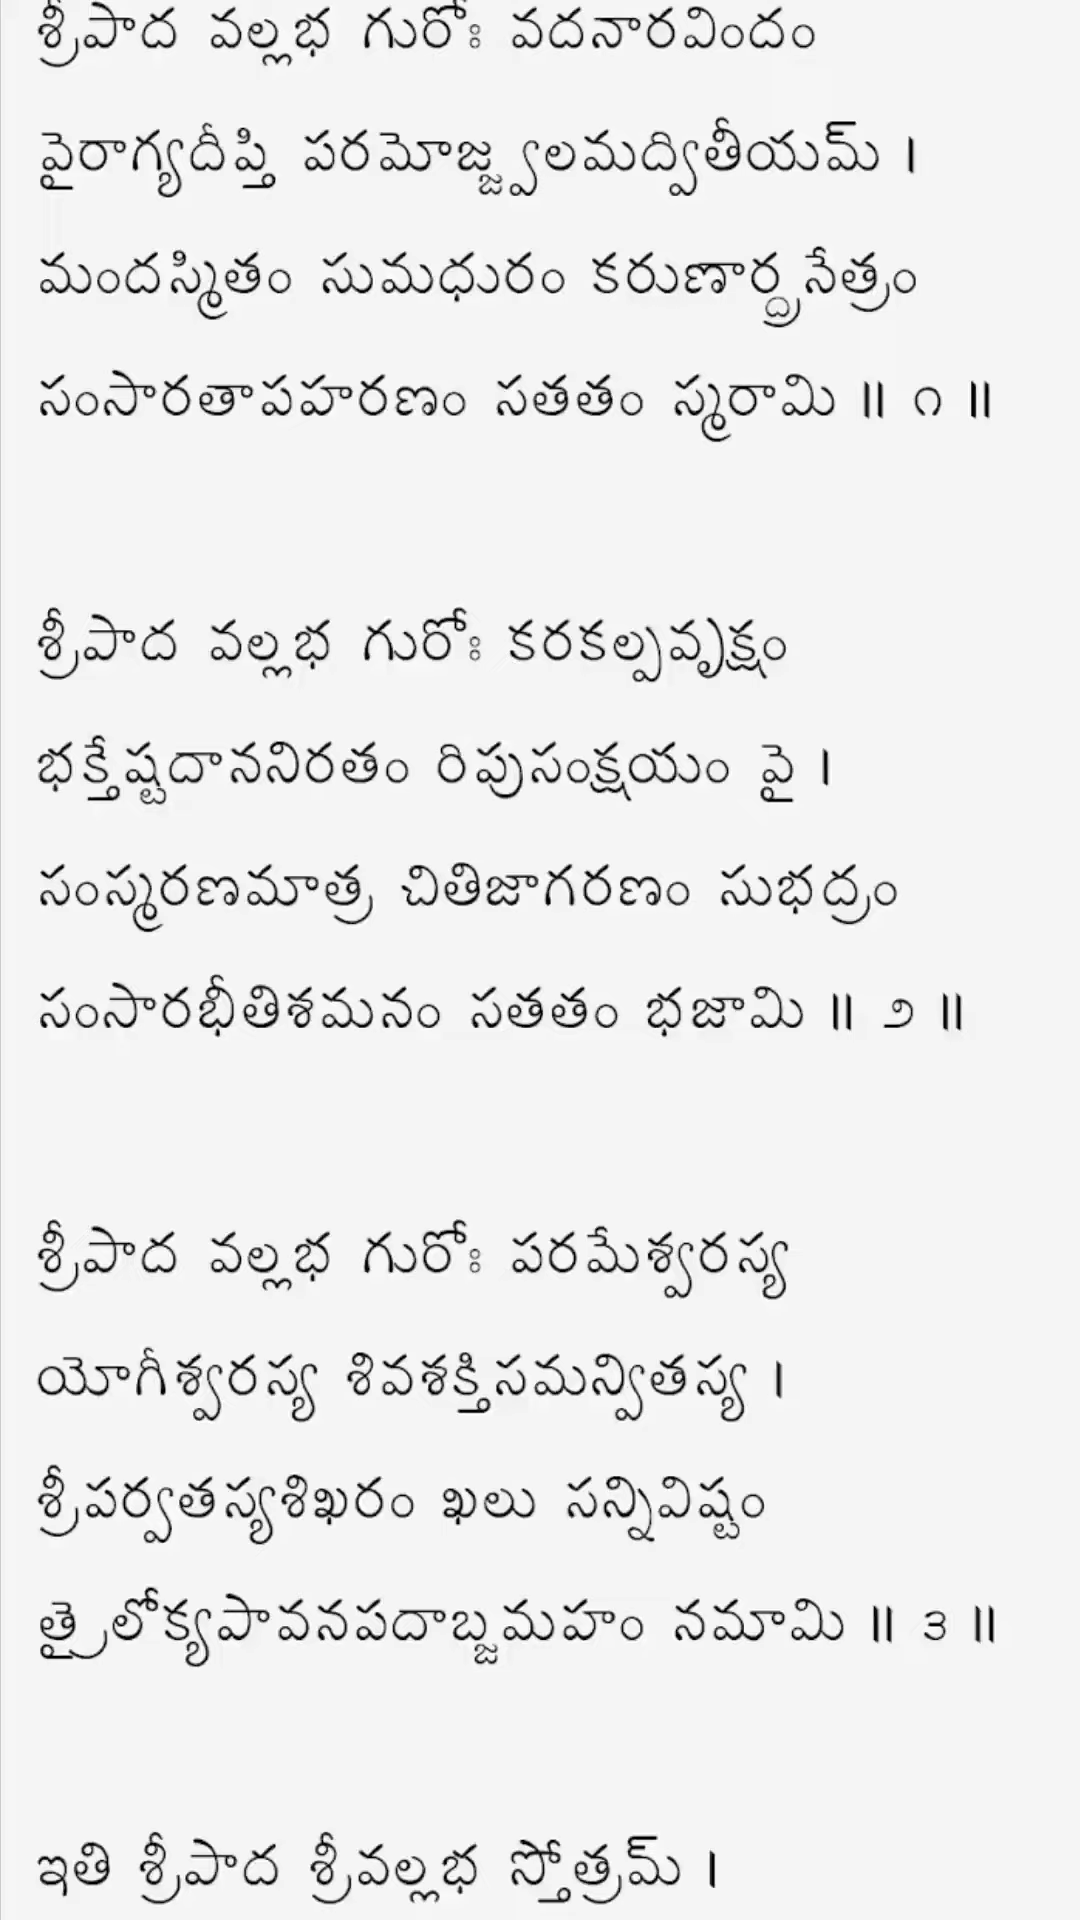 శ్రీపాద వల్లభ గురోః వదనారవిందం
వైరాగ్యదీప్తి పరమోజ్జ్వలమద్వితీయమ్ ।
మందస్మితం సుమధురం కరుణార్ద్రనేత్రం
సంసారతాపహరణం సతతం స్మరామి ॥ ౧ ॥
శ్రీపాద వల్లభ గురోః కరకల్పవృక్షం
భక్తేష్టదాననిరతం రిపుసంక్షయం వై ।
సంస్మరణమాత్ర చితిజాగరణం సుభద్రం
సంసారభీతిశమనం సతతం భజామి ॥ ౨ ॥
శ్రీపాద వల్లభ గురోః పరమేశ్వరస్య
యోగీశ్వరస్య శివశక్తిసమన్వితస్య ।
శ్రీపర్వతస్యశిఖరం ఖలు సన్నివిష్టం
త్రైలోక్యపావనపదాబ్జమహం నమామి ॥ ౩ ॥
ఇతి శ్రీపాద శ్రీవల్లభ స్తోత్రమ్ ।